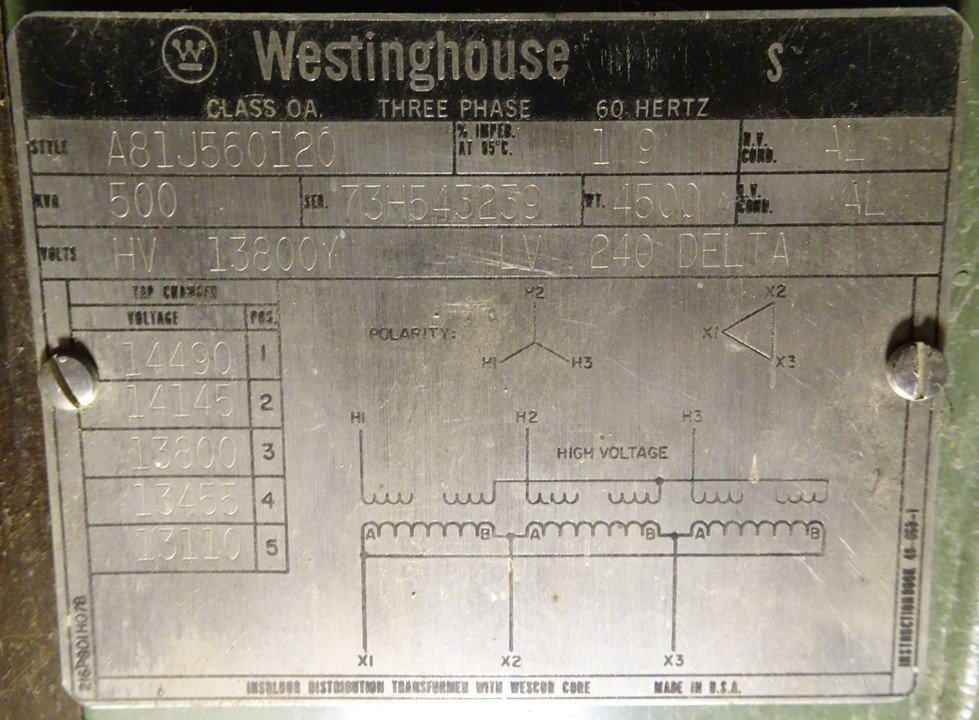 W Westinghouse S
CLASS OA. THREE PHASE 60 HERTZ
STYLE A81J560120 % IMPED. AT 85°C. 1 9 H.V. COND. AL
KVA 500 SER. 73H543239 WT. 4500 L.V. COND. AL
VOLTS HV 13800Y LV 240 DELTA
TAP CHANGER
VOLTAGE POS.
14490 1
14145 2
13800 3
13455 4
13110 5
POLARITY:
H2
H1 H3
X2
X1
X3
H1 H2 H3
HIGH VOLTAGE
A B A B A B
X1 X2 X3
INSULDUR DISTRIBUTION TRANSFORMER WITH WESCOR CORE MADE IN U.S.A.
INSTRUCTION BOOK